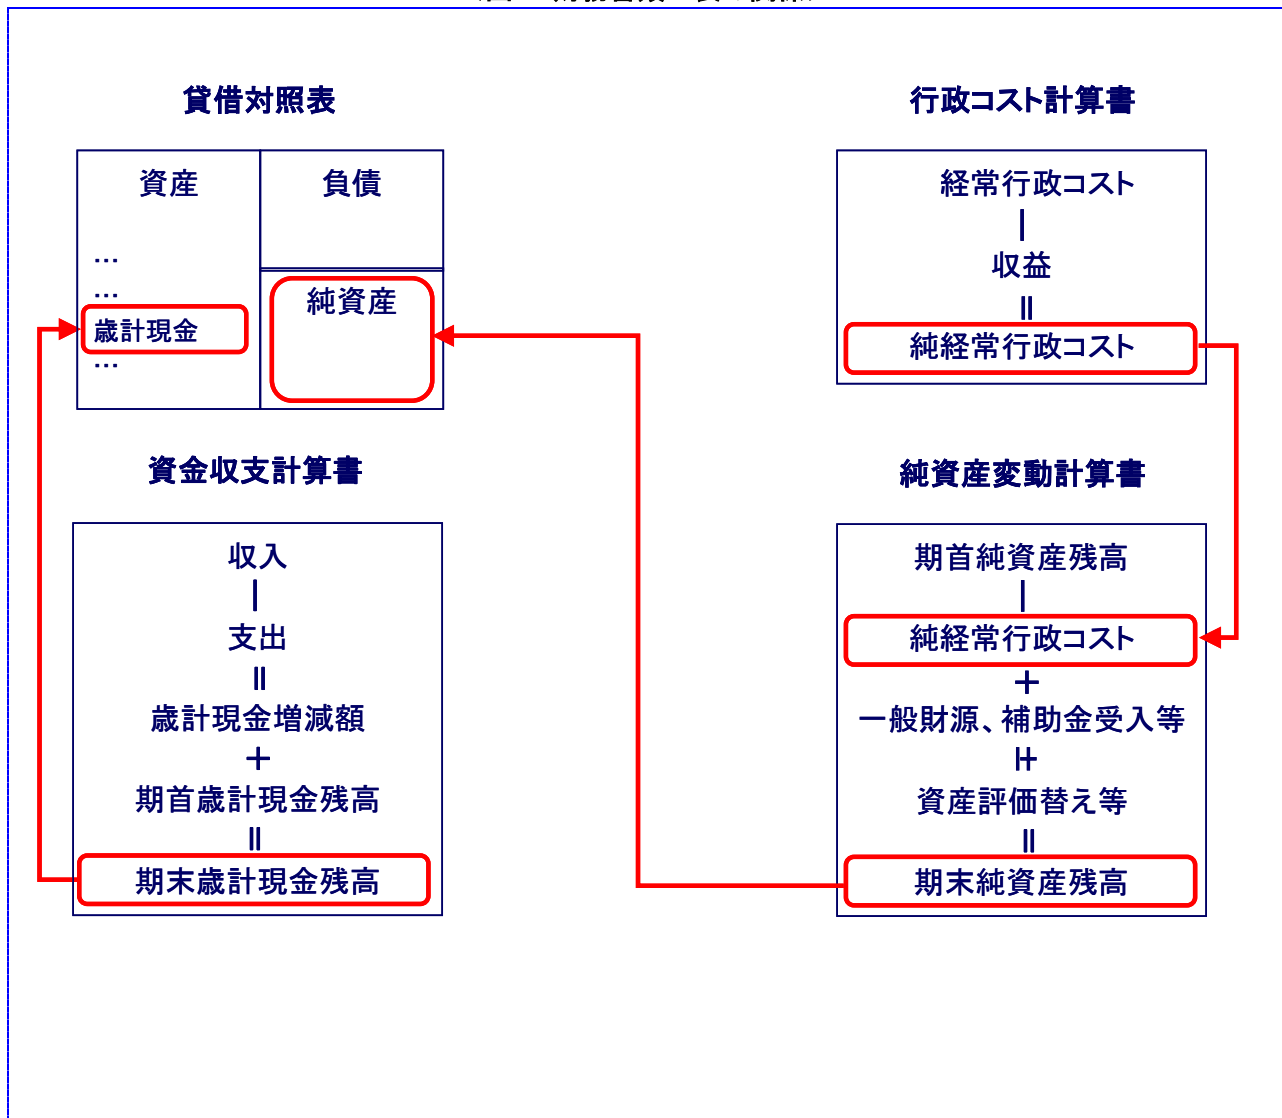 貸借対照表
資産
負債
…
…
歳計現金
…
純資産
行政コスト計算書
経常行政コスト
|
収益
||
純経常行政コスト
資金収支計算書
収入
|
支出
||
歳計現金増減額
+
期首歳計現金残高
||
期末歳計現金残高
純資産変動計算書
期首純資産残高
|
純経常行政コスト
+
一般財源、補助金受入等
|+
資産評価替え等
||
期末純資産残高